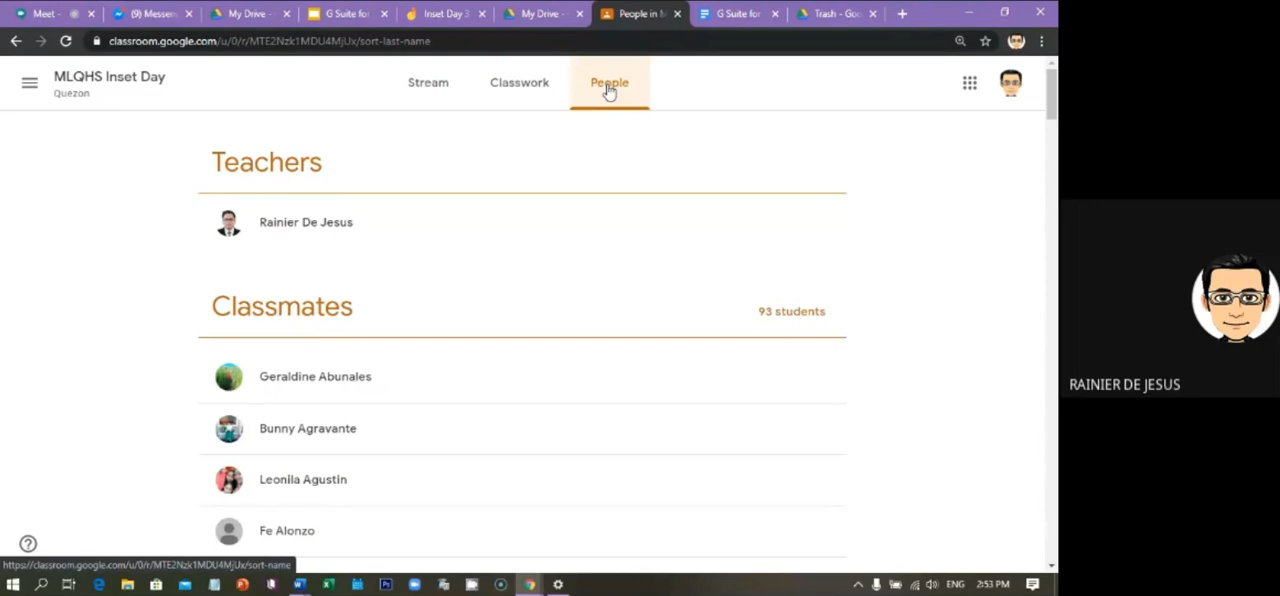 Meet - (9) Messen My Drive - G Suite for Inset Day 3 My Drive - People in M G Suite for Trash - Goo
classroom.google.com/u/0/r/MTE2Nzk1MDU4MjUx/sort-last-name
MLQHS Inset Day
Quezon
Stream Classwork People
Teachers
Rainier De Jesus
Classmates 93 students
Geraldine Abunales
Bunny Agravante
Leonila Agustin
Fe Alonzo
RAINIER DE JESUS
https://classroom.google.com/u/0/r/MTE2Nzk1MDU4MjUx/sort-name
ENG 2:53 PM